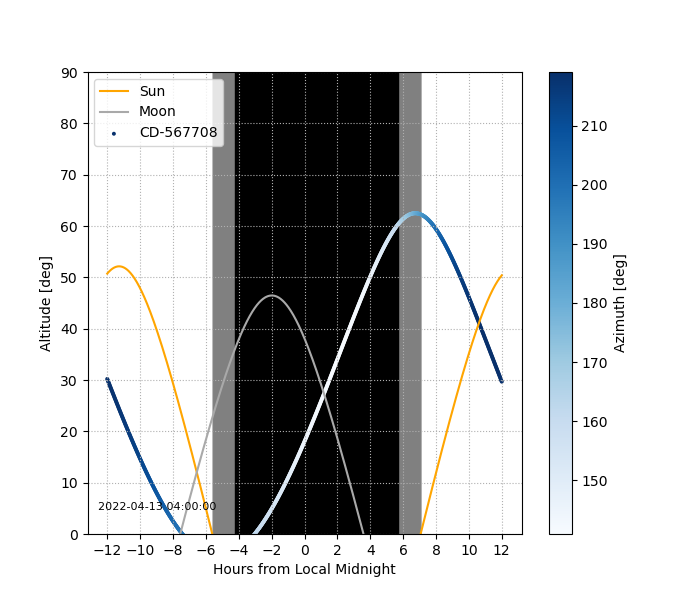 90
80
70
60
50
40
30
20
10
0
Altitude [deg]
Sun
Moon
CD-567708
2022-04-13 04:00:00
−12 −10 −8 −6 −4 −2 0 2 4 6 8 10 12
Hours from Local Midnight
210
200
190
180
170
160
150
Azimuth [deg]